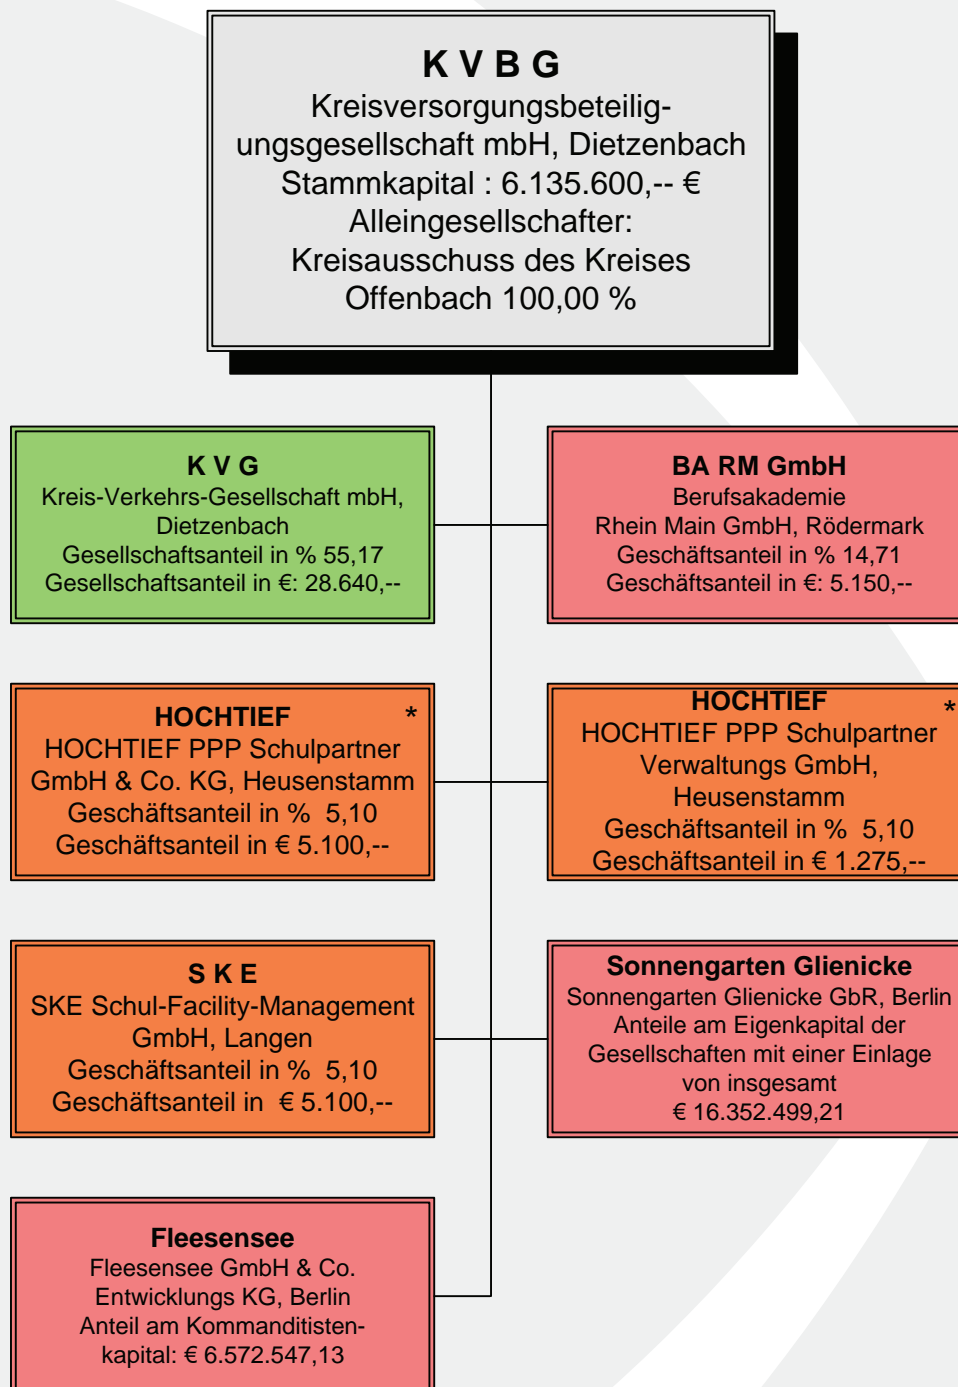 K V B G
Kreisversorgungsbeteilig-
ungsgesellschaft mbH, Dietzenbach
Stammkapital : 6.135.600,-- €
Alleingesellschafter:
Kreisausschuss des Kreises
Offenbach 100,00 %
K V G
Kreis-Verkehrs-Gesellschaft mbH,
Dietzenbach
Gesellschaftsanteil in % 55,17
Gesellschaftsanteil in €: 28.640,--
BA RM GmbH
Berufsakademie
Rhein Main GmbH, Rödermark
Geschäftsanteil in % 14,71
Geschäftsanteil in €: 5.150,--
HOCHTIEF *
HOCHTIEF PPP Schulpartner
GmbH & Co. KG, Heusenstamm
Geschäftsanteil in % 5,10
Geschäftsanteil in € 5.100,--
HOCHTIEF *
HOCHTIEF PPP Schulpartner
Verwaltungs GmbH,
Heusenstamm
Geschäftsanteil in % 5,10
Geschäftsanteil in € 1.275,--
S K E
SKE Schul-Facility-Management
GmbH, Langen
Geschäftsanteil in % 5,10
Geschäftsanteil in € 5.100,--
Sonnengarten Glienicke
Sonnengarten Glienicke GbR, Berlin
Anteile am Eigenkapital der
Gesellschaften mit einer Einlage
von insgesamt
€ 16.352.499,21
Fleesensee
Fleesensee GmbH & Co.
Entwicklungs KG, Berlin
Anteil am Kommanditisten-
kapital: € 6.572.547,13